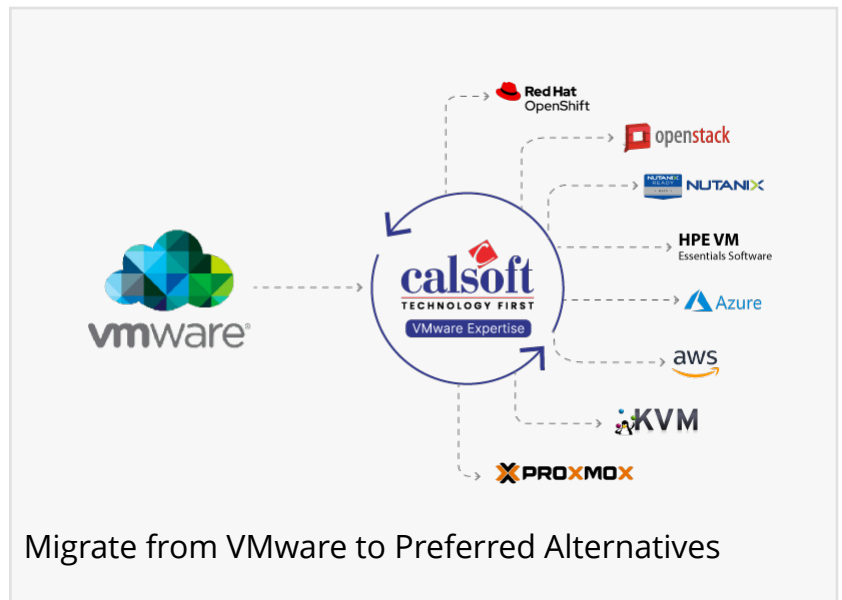 Red Hat
OpenShift
openstack
NUTANIX
READY
NUTANIX
HPE VM
Essentials Software
vmware®
calsoft
TECHNOLOGY FIRST
VMware Expertise
Azure
aws
KVM
PROXMOX
Migrate from VMware to Preferred Alternatives